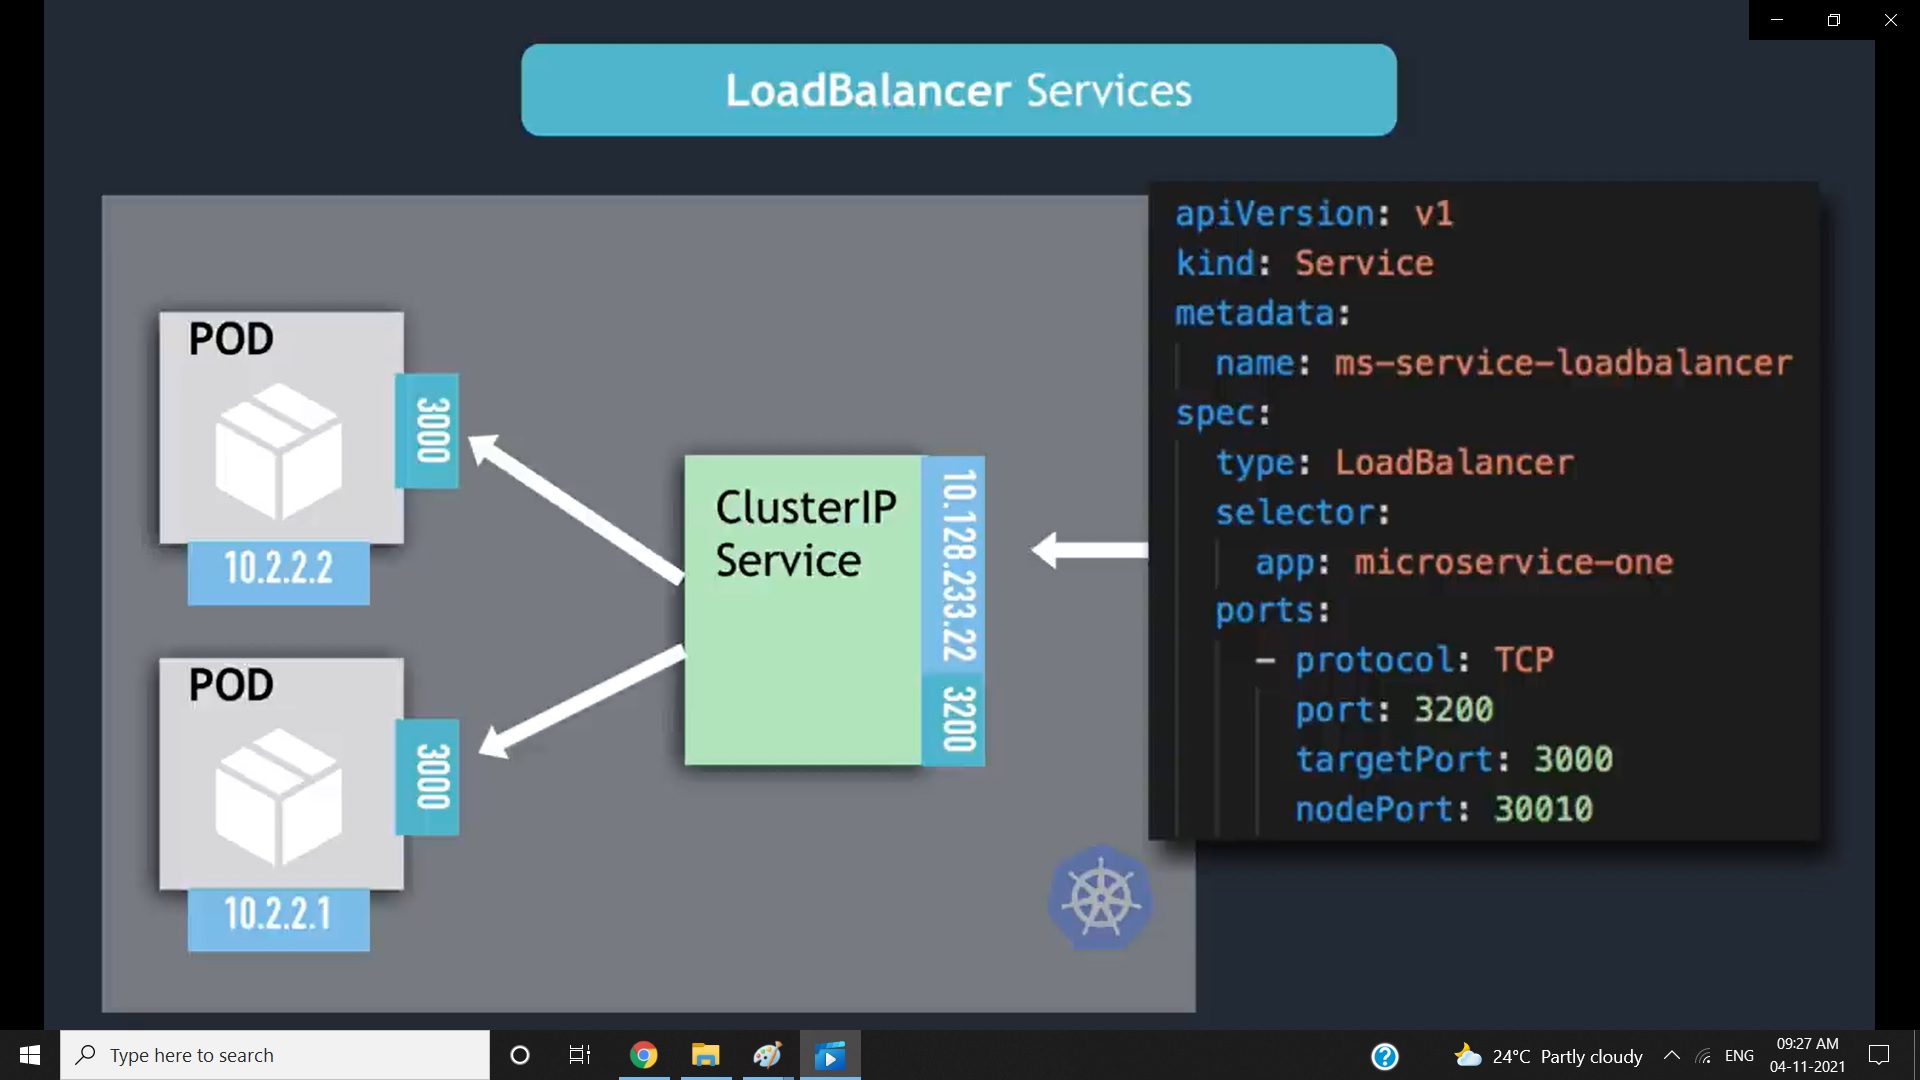 LoadBalancer Services
POD
3000
10.2.2.2
POD
3000
10.2.2.1
ClusterIP
Service
10.128.233.22
3200
apiVersion: v1
kind: Service
metadata:
name: ms-service-loadbalancer
spec:
type: LoadBalancer
selector:
app: microservice-one
ports:
- protocol: TCP
port: 3200
targetPort: 3000
nodePort: 30010
Type here to search
24°C Partly cloudy
ENG
09:27 AM
04-11-2021